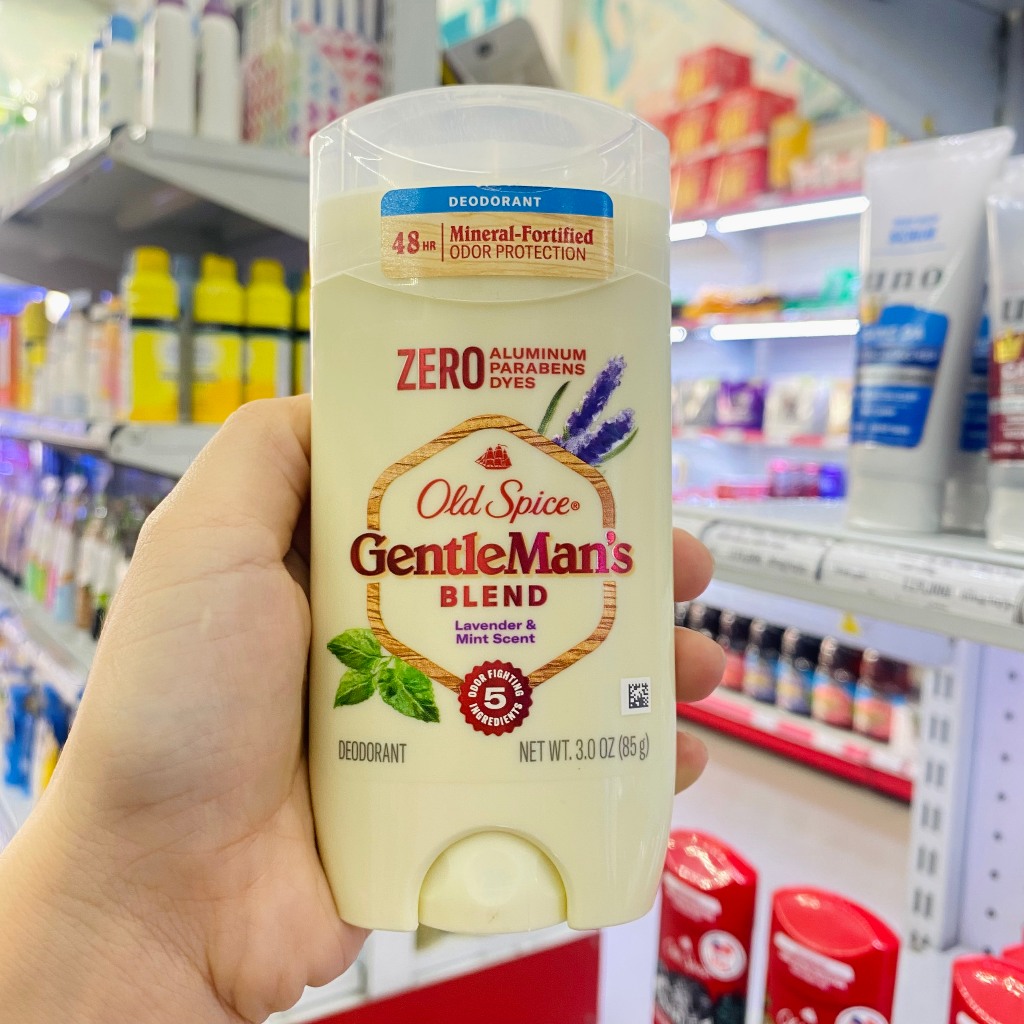 DEODORANT
48 HR
Mineral-Fortified
ODOR PROTECTION
ZERO
ALUMINUM
PARABENS
DYES
Old Spice®
GentleMan's
BLEND
Lavender &
Mint Scent
ODOR FIGHTING
5
INGREDIENTS
DEODORANT
NET WT. 3.0 OZ (85 g)
uno